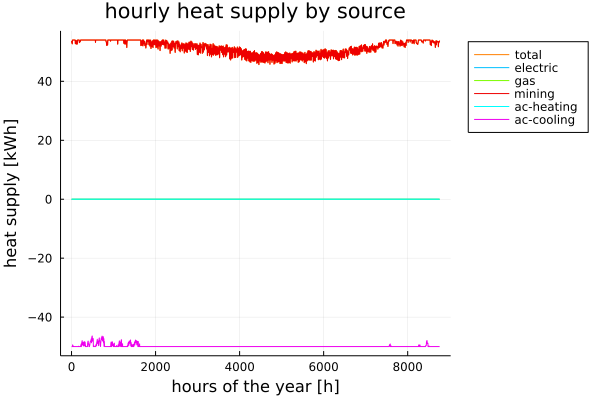 hourly heat supply by source
heat supply [kWh]
40
20
0
−20
−40
0 2000 4000 6000 8000
hours of the year [h]
total
electric
gas
mining
ac-heating
ac-cooling